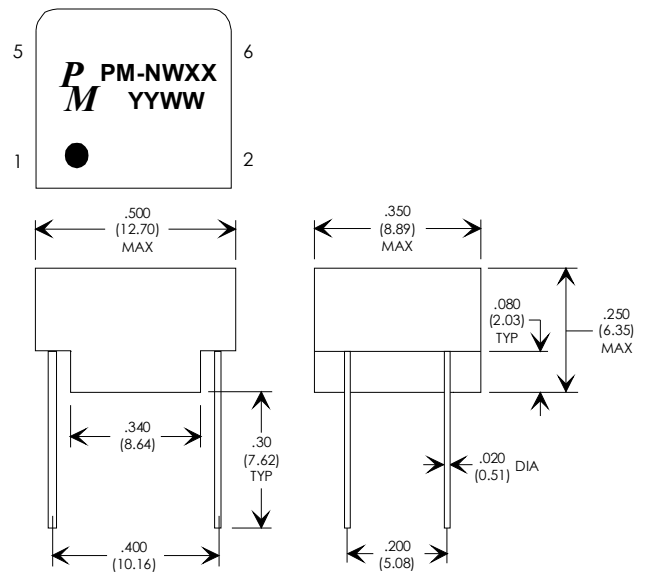 5
6
P PM-NWXX
M YYWW
1
2
.500
(12.70)
MAX
.350
(8.89)
MAX
.080
(2.03)
TYP
.250
(6.35)
MAX
.340
(8.64)
.30
(7.62)
TYP
.020
(0.51) DIA
.400
(10.16)
.200
(5.08)